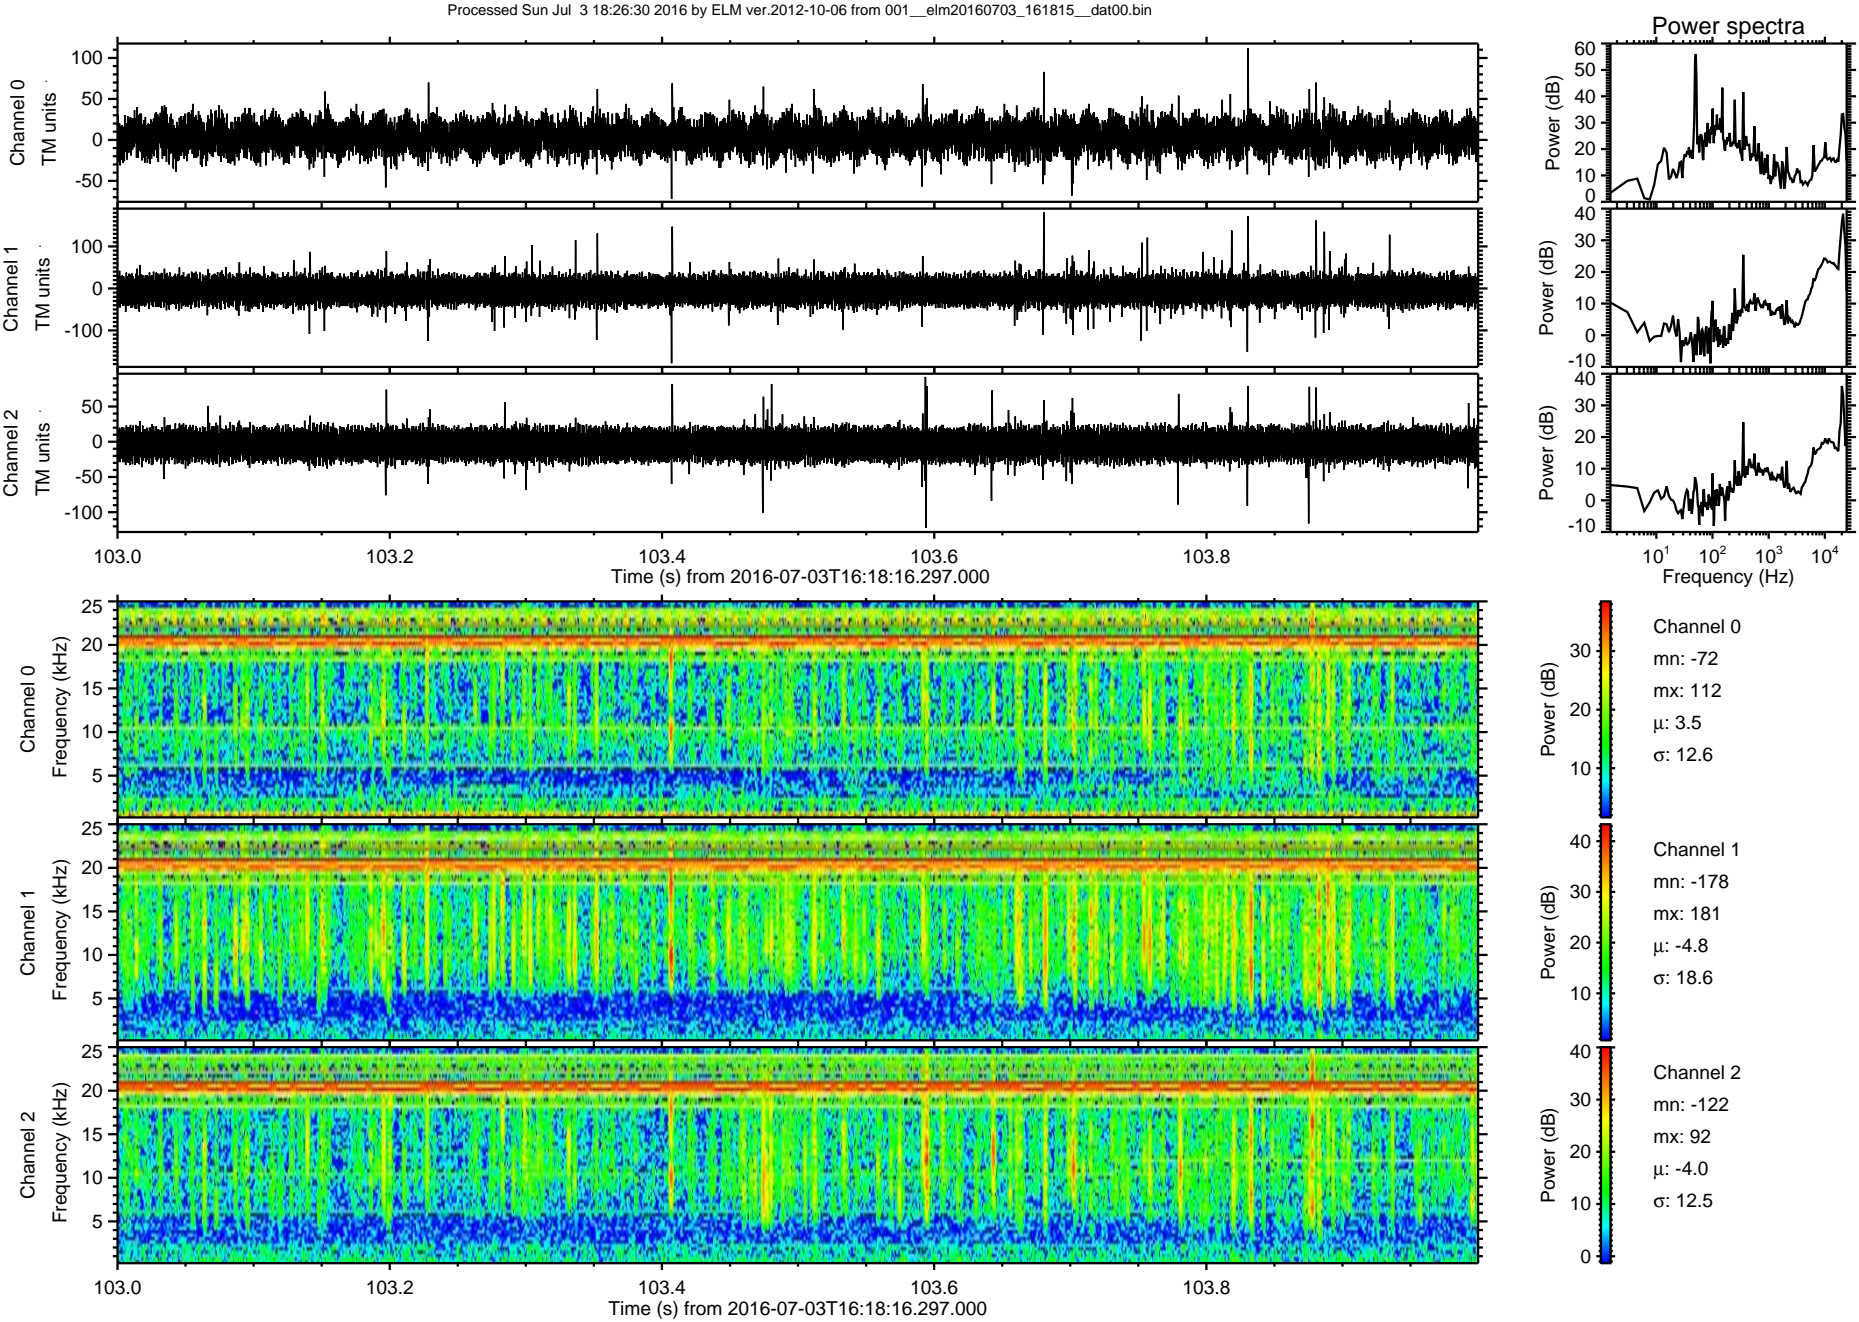 Processed Sun Jul  3 18:26:30 2016 by ELM ver.2012-10-06 from 001__elm20160703_161815__dat00.bin
Power spectra
Channel 0
TM units
100
50
0
-50
Power (dB)
60
50
40
30
20
10
0
Channel 1
TM units
100
0
-100
Power (dB)
40
30
20
10
0
-10
Channel 2
TM units
50
0
-50
-100
Power (dB)
40
30
20
10
0
-10
103.0 103.2 103.4 103.6 103.8
Time (s) from 2016-07-03T16:18:16.297.000
10¹ 10² 10³ 10⁴
Frequency (Hz)
Channel 0
Frequency (kHz)
25
20
15
10
5
Power (dB)
30
20
10
Channel 0
mn: -72
mx: 112
μ: 3.5
σ: 12.6
Channel 1
Frequency (kHz)
25
20
15
10
5
Power (dB)
40
30
20
10
Channel 1
mn: -178
mx: 181
μ: -4.8
σ: 18.6
Channel 2
Frequency (kHz)
25
20
15
10
5
Power (dB)
40
30
20
10
0
Channel 2
mn: -122
mx: 92
μ: -4.0
σ: 12.5
103.0 103.2 103.4 103.6 103.8
Time (s) from 2016-07-03T16:18:16.297.000